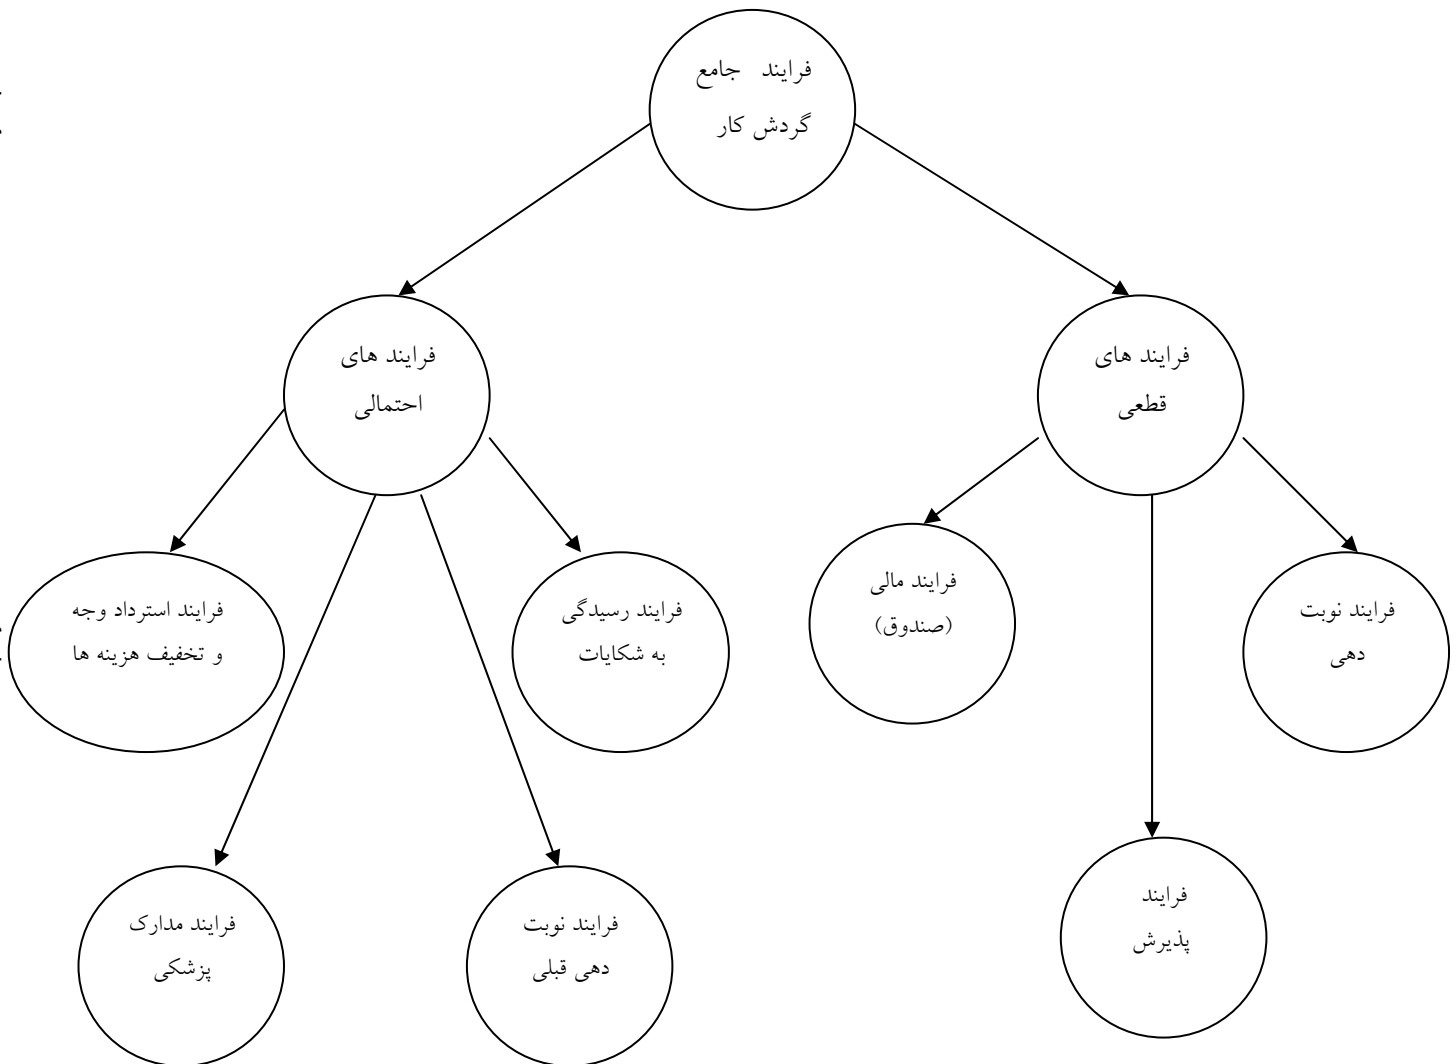 فرایند جامع
گردش کار
فرایند های
قطعی
فرایند های
احتمالی
فرایند نوبت
دهی
فرایند مالی
(صندوق)
فرایند رسیدگی
به شکایات
فرایند استرداد وجه
و تخفیف هزینه ها
فرایند
پذیرش
فرایند نوبت
دهی قبلی
فرایند مدارک
پزشکی